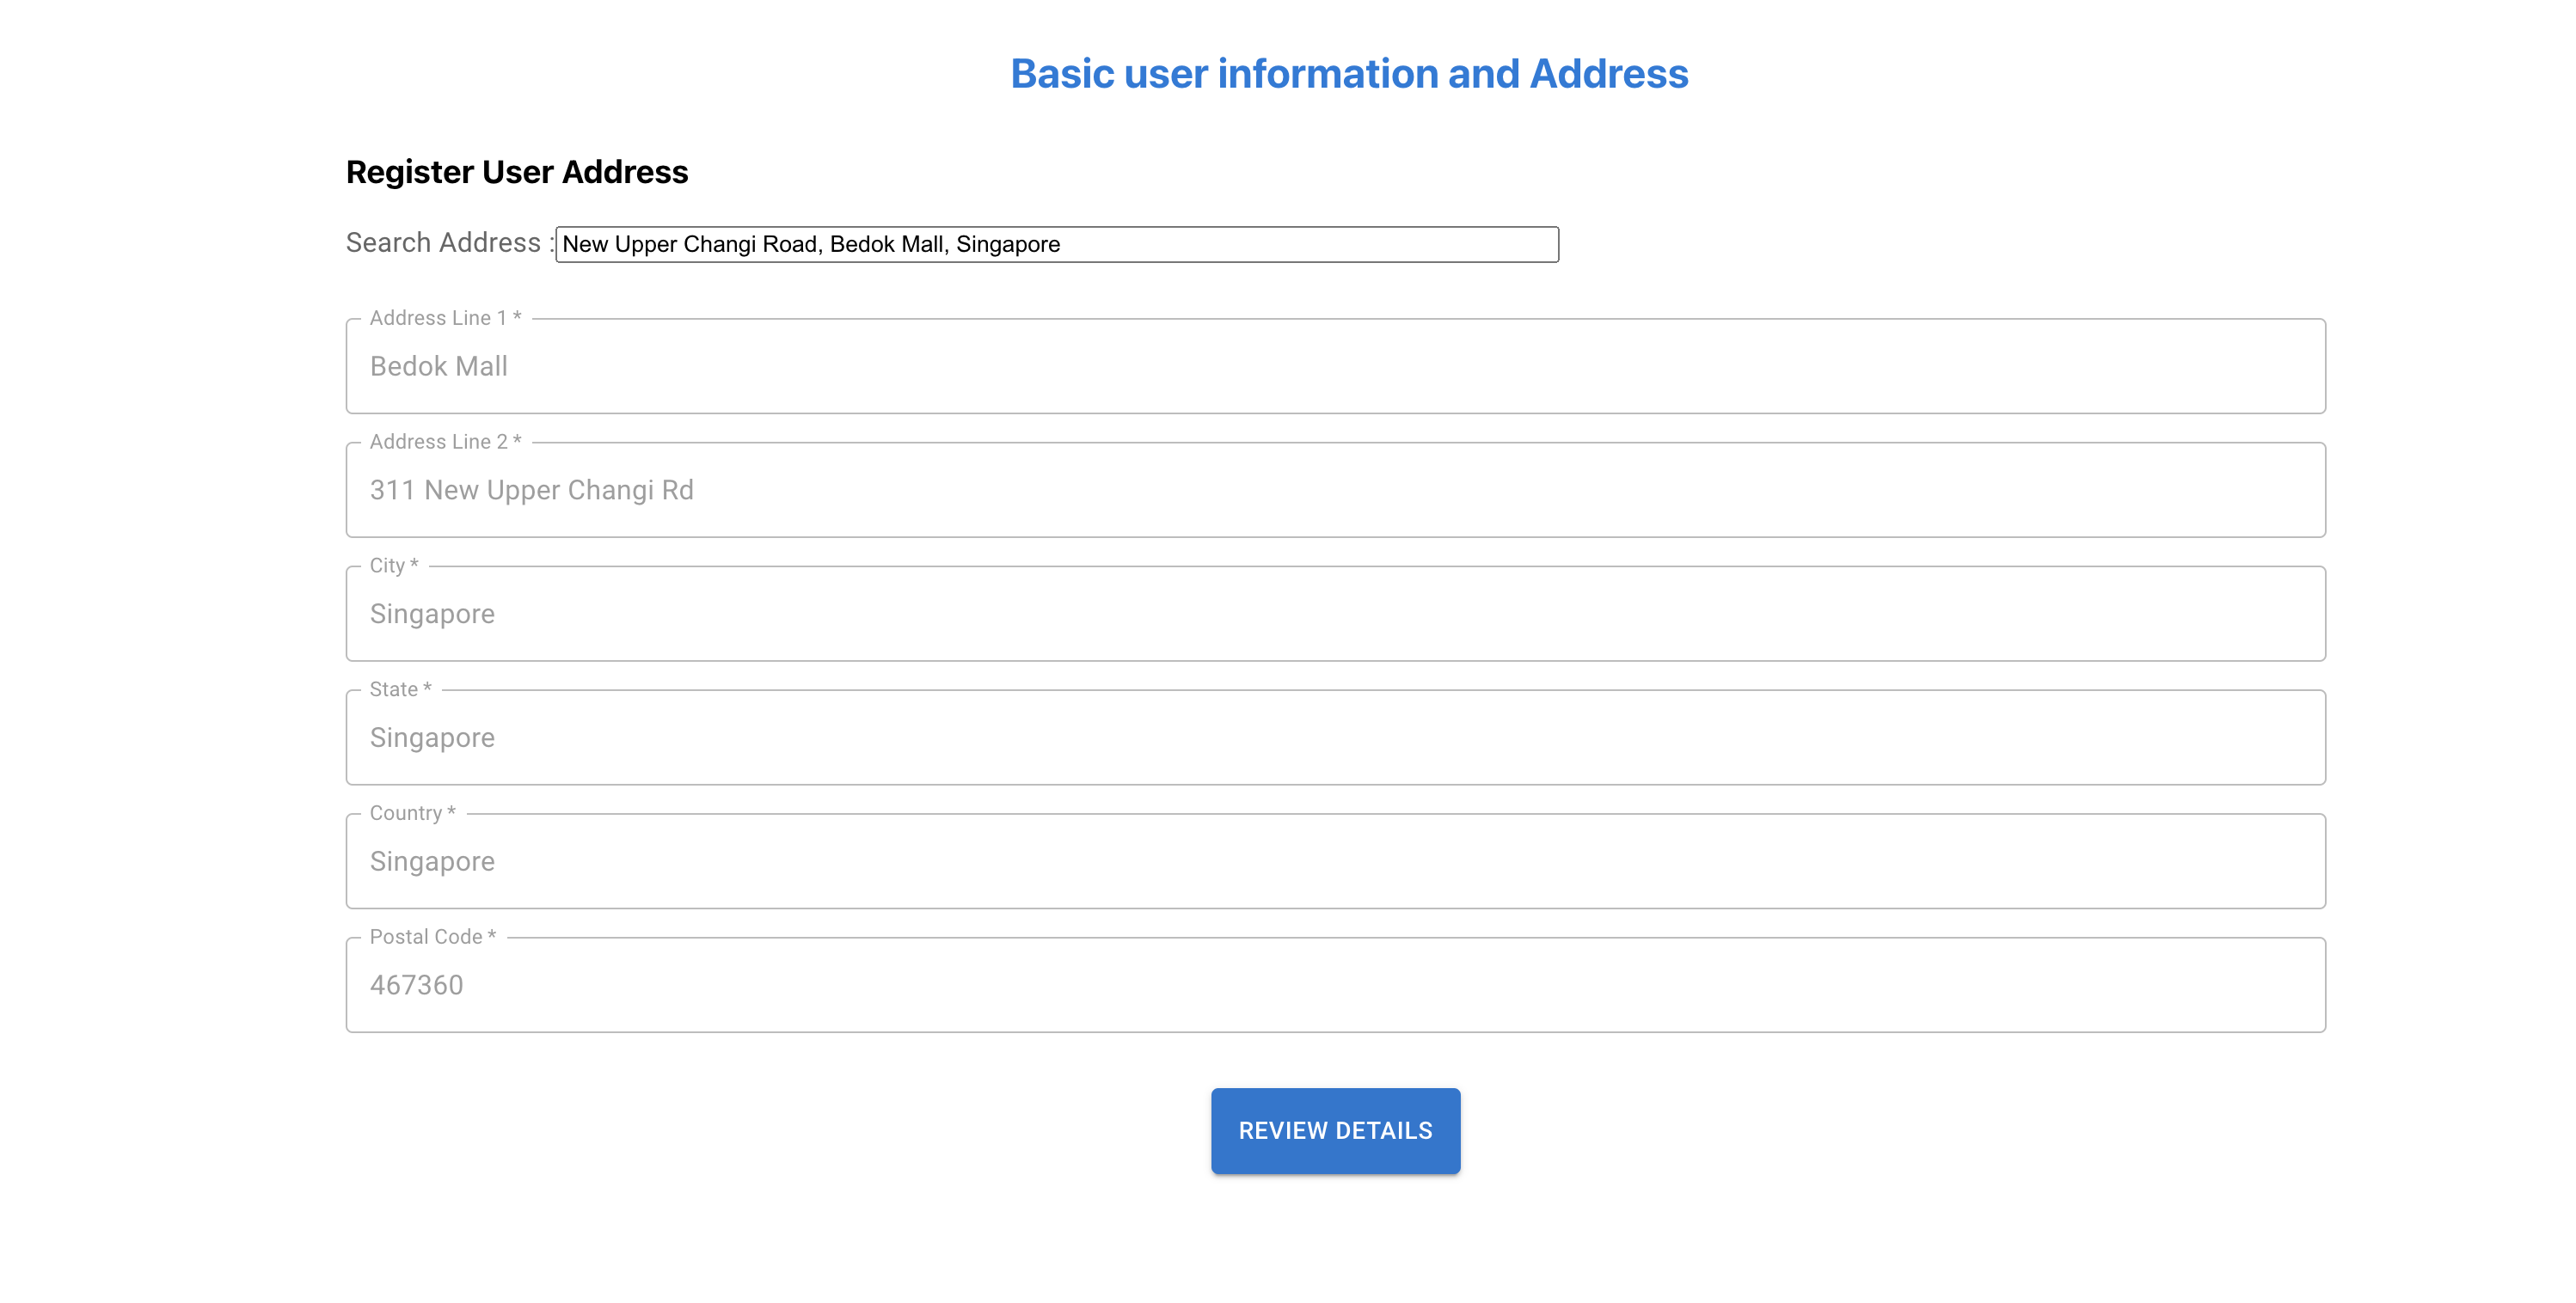 Basic user information and Address
Register User Address
Search Address : New Upper Changi Road, Bedok Mall, Singapore
Address Line 1 *
Bedok Mall
Address Line 2 *
311 New Upper Changi Rd
City *
Singapore
State *
Singapore
Country *
Singapore
Postal Code *
467360
REVIEW DETAILS